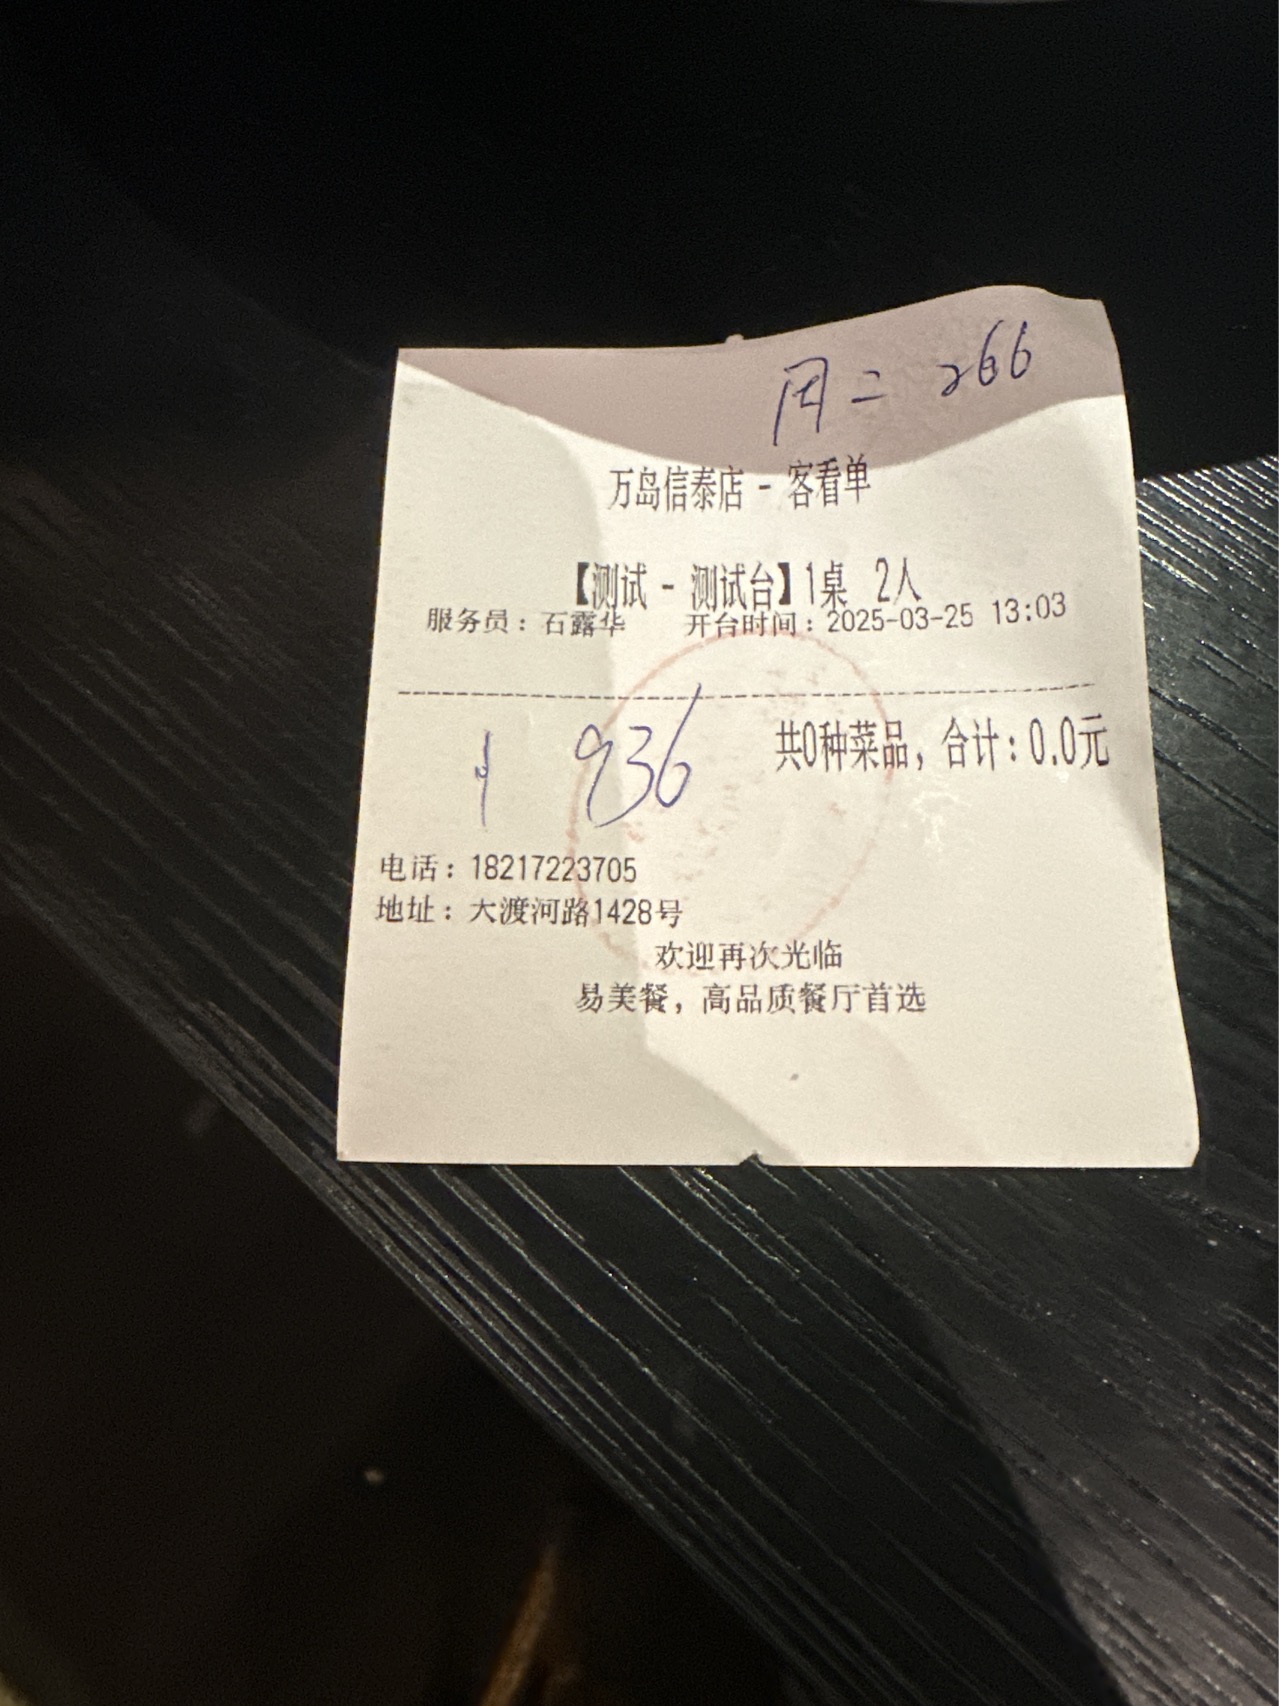 周二 266
万岛信泰店 - 客看单
【测试 - 测试台】1桌 2人
服务员：石露华 开台时间：2025-03-25 13:03
936
共0种菜品，合计：0.0元
电话：18217223705
地址：大渡河路1428号
欢迎再次光临
易美餐，高品质餐厅首选